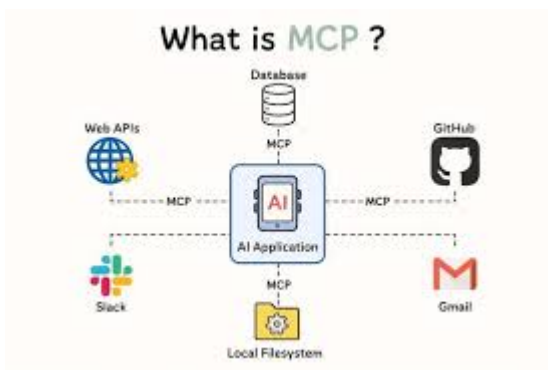 What is MCP ?
Database
Web APIs
GitHub
MCP
MCP
AI
MCP
AI Application
MCP
Slack
Gmail
Local Filesystem